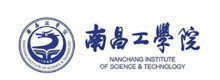 南昌工學院
NANCHANG INSTITUTE
OF SCIENCE & TECHNOLOGY